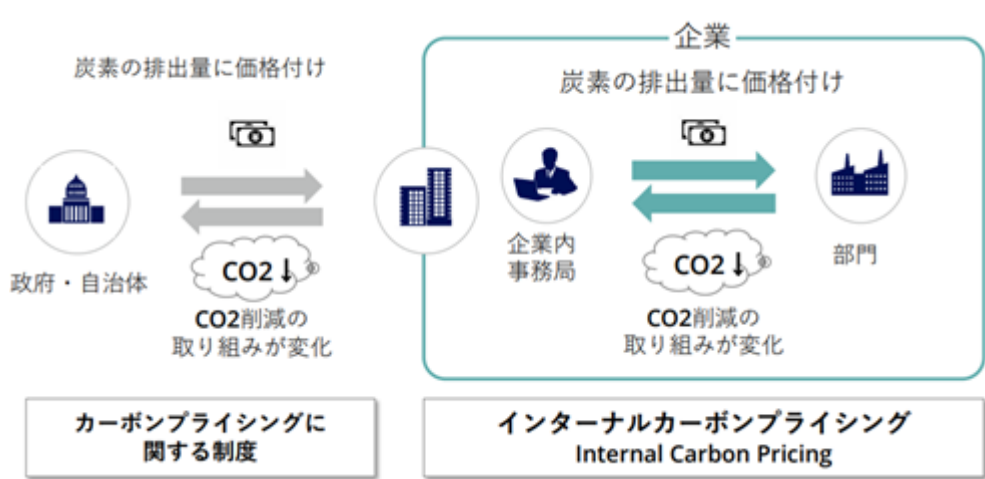 企業
炭素の排出量に価格付け
炭素の排出量に価格付け
政府・自治体
CO2↓
CO2削減の
取り組みが変化
企業内
事務局
CO2↓
CO2削減の
取り組みが変化
部門
カーボンプライシングに
関する制度
インターナルカーボンプライシング
Internal Carbon Pricing